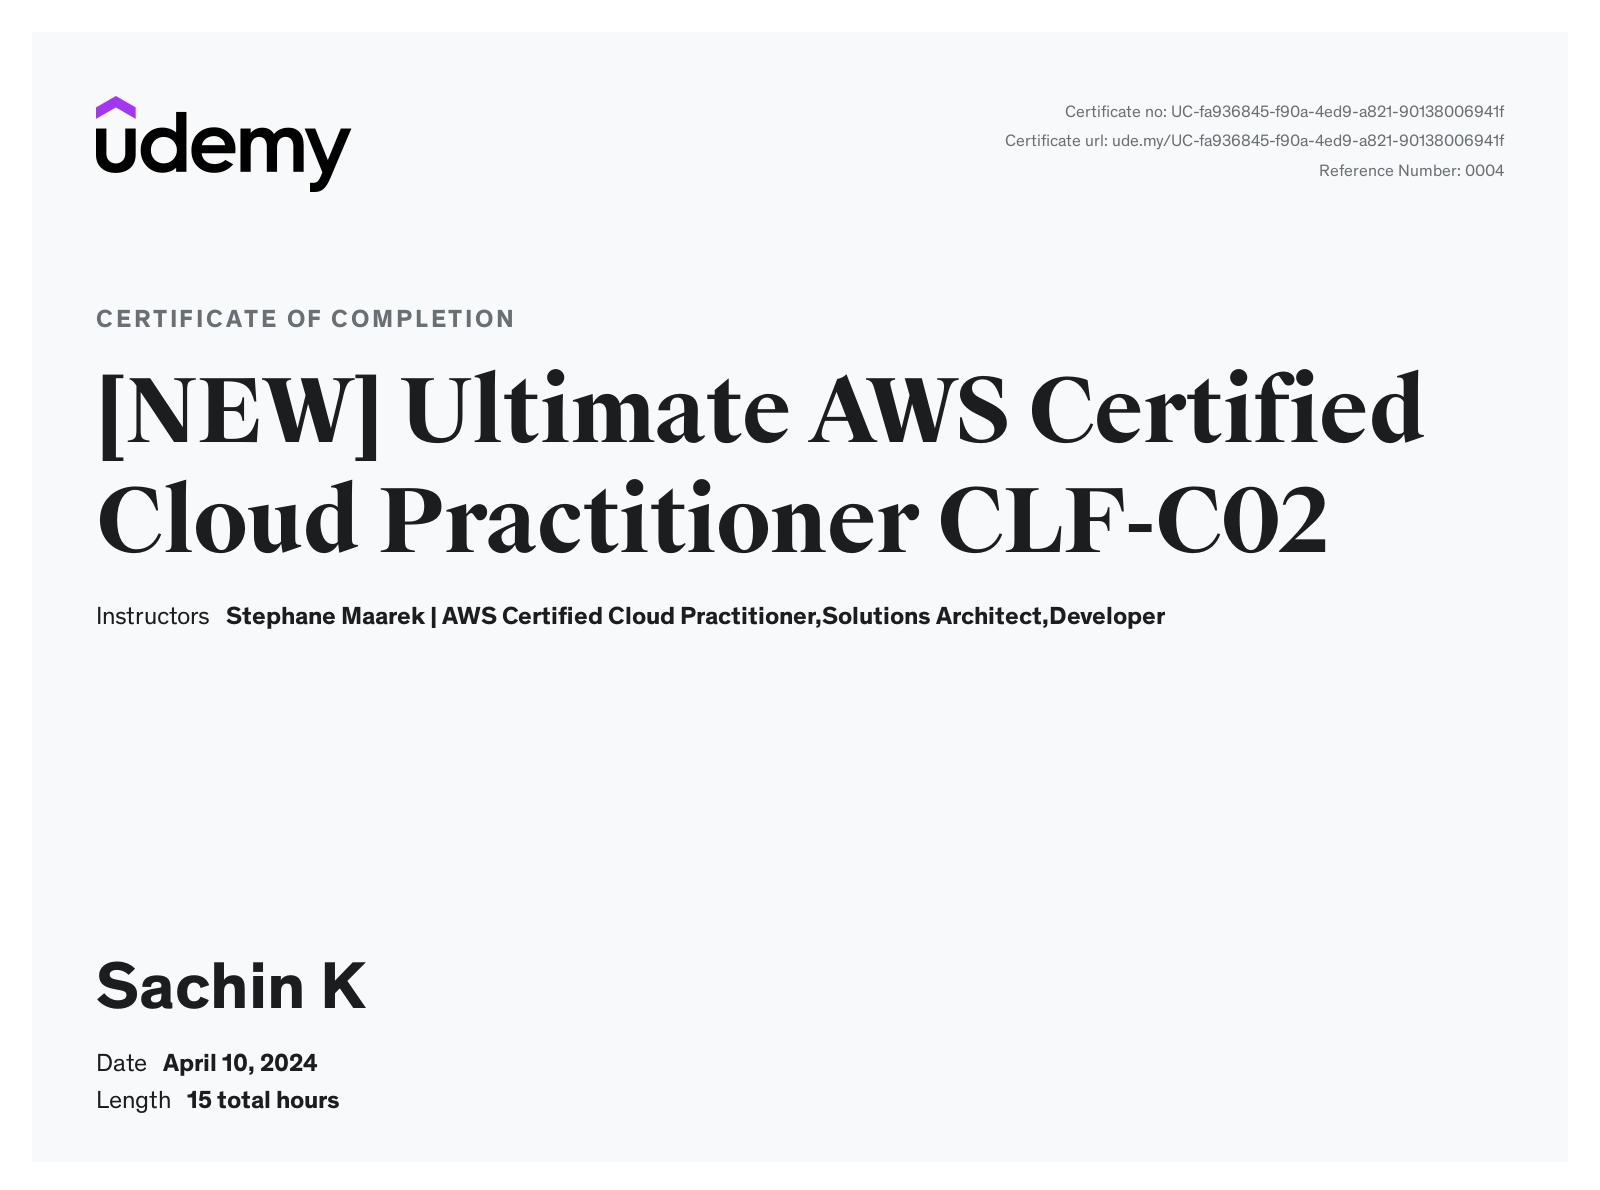 udemy
Certificate no: UC-fa936845-f90a-4ed9-a821-90138006941f
Certificate url: ude.my/UC-fa936845-f90a-4ed9-a821-90138006941f
Reference Number: 0004
CERTIFICATE OF COMPLETION
[NEW] Ultimate AWS Certified
Cloud Practitioner CLF-C02
Instructors Stephane Maarek | AWS Certified Cloud Practitioner,Solutions Architect,Developer
Sachin K
Date April 10, 2024
Length 15 total hours